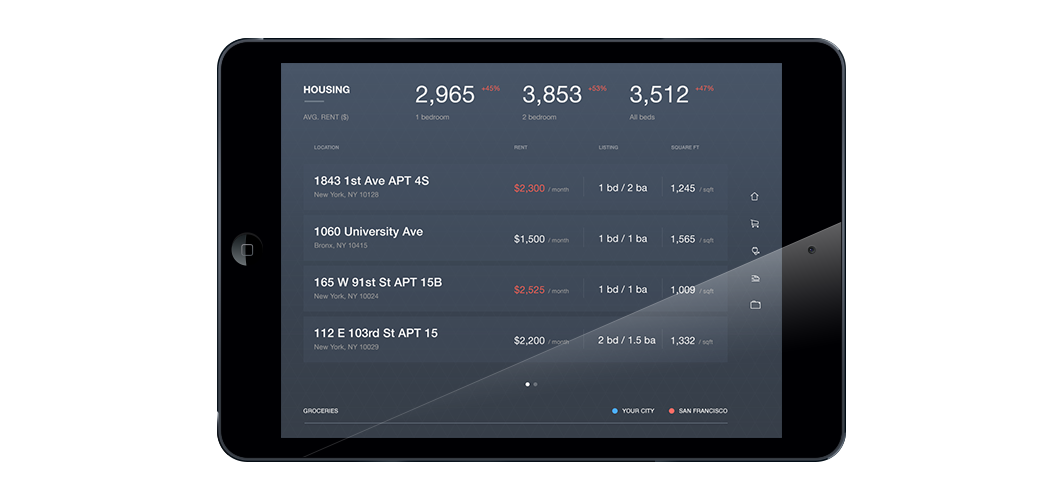 HOUSING
2,965 +45% 3,853 +53% 3,512 +47%
AVG. RENT ($) 1 bedroom 2 bedroom All beds
LOCATION RENT LISTING SQUARE FT
1843 1st Ave APT 4S
$2,300 / month 1 bd / 2 ba 1,245 / sqft
New York, NY 10128
1060 University Ave
$1,500 / month 1 bd / 1 ba 1,565 / sqft
Bronx, NY 10415
165 W 91st St APT 15B
$2,525 / month 1 bd / 1 ba 1,009 / sqft
New York, NY 10024
112 E 103rd St APT 15
$2,200 / month 2 bd / 1.5 ba 1,332 / sqft
New York, NY 10029
GROCERIES YOUR CITY SAN FRANCISCO